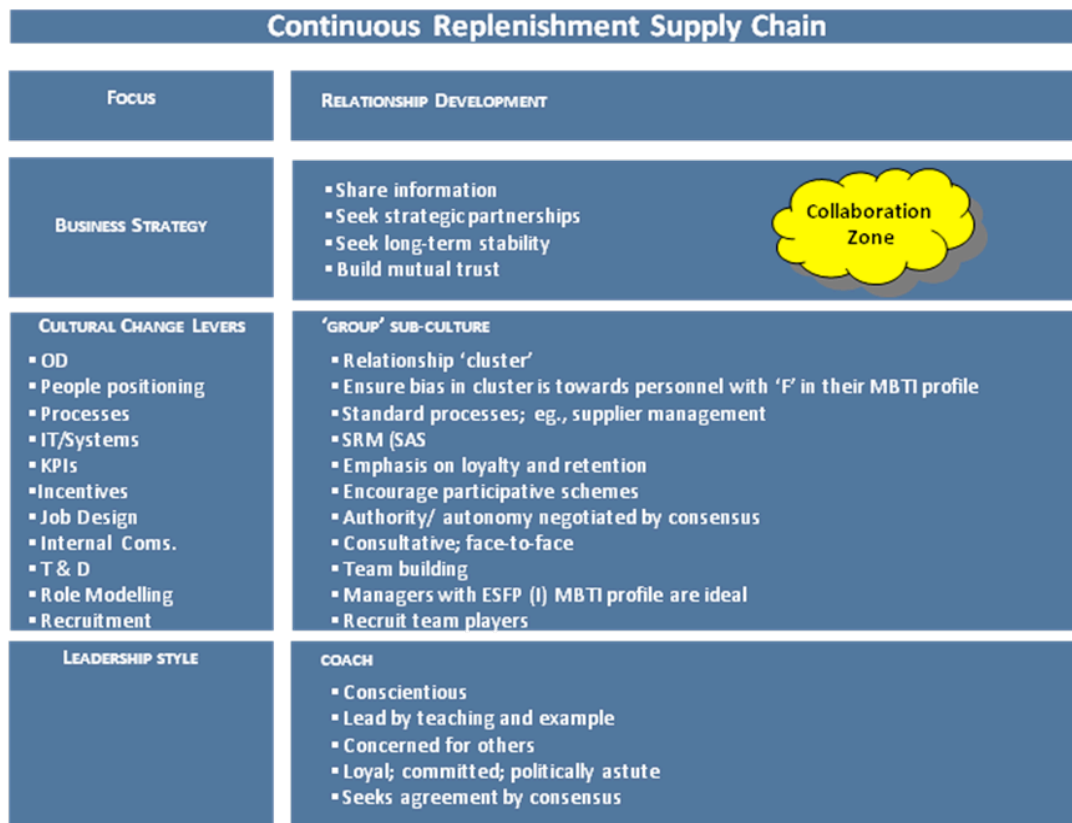 Continuous Replenishment Supply Chain
FOCUS
RELATIONSHIP DEVELOPMENT
BUSINESS STRATEGY
▪ Share information
▪ Seek strategic partnerships
▪ Seek long-term stability
▪ Build mutual trust
Collaboration
Zone
CULTURAL CHANGE LEVERS
▪ OD
▪ People positioning
▪ Processes
▪ IT/Systems
▪ KPIs
▪Incentives
▪ Job Design
▪ Internal Coms.
▪ T & D
▪ Role Modelling
▪ Recruitment
'GROUP' SUB-CULTURE
▪ Relationship 'cluster'
▪ Ensure bias in cluster is towards personnel with 'F' in their MBTI profile
▪ Standard processes; eg., supplier management
▪ SRM (SAS
▪ Emphasis on loyalty and retention
▪ Encourage participative schemes
▪ Authority/ autonomy negotiated by consensus
▪ Consultative; face-to-face
▪ Team building
▪ Managers with ESFP (I) MBTI profile are ideal
▪ Recruit team players
LEADERSHIP STYLE
COACH
▪ Conscientious
▪ Lead by teaching and example
▪ Concerned for others
▪ Loyal; committed; politically astute
▪ Seeks agreement by consensus